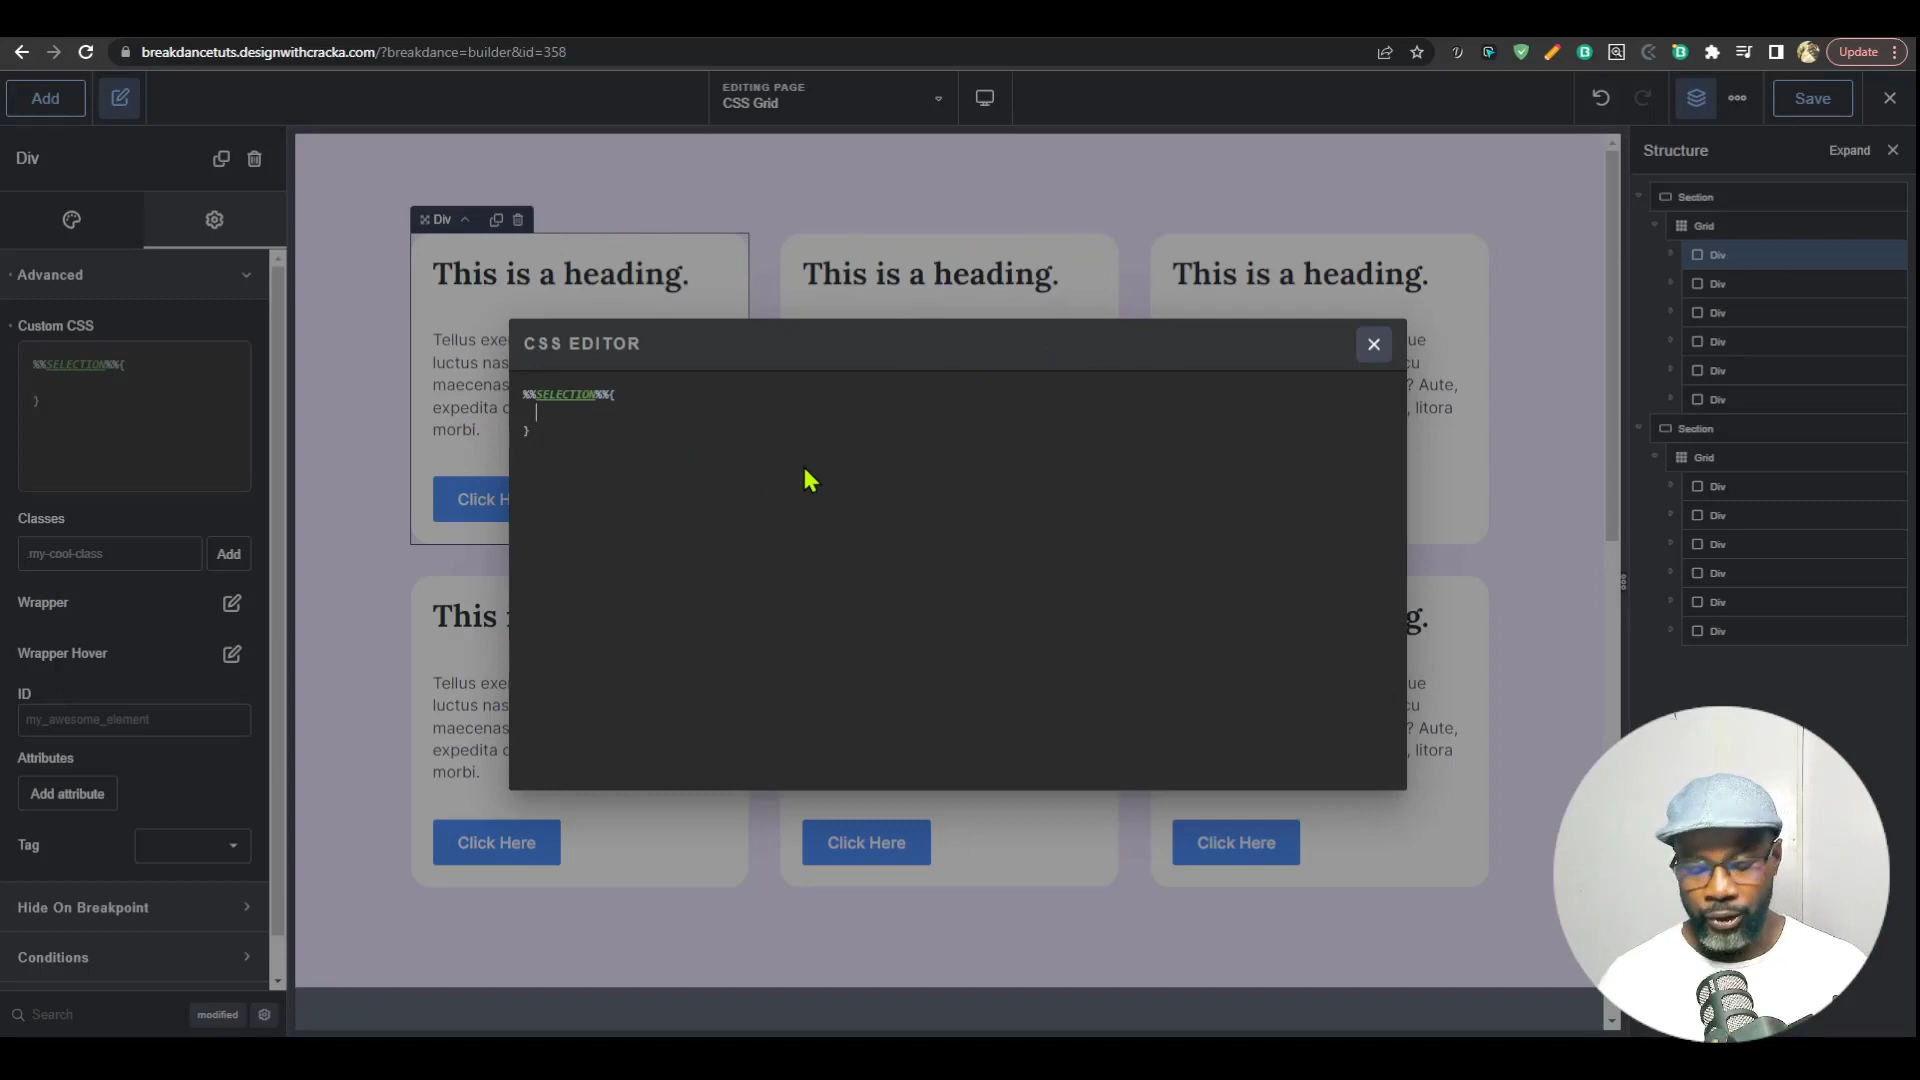 breakdancetuts.designwithcracka.com/?breakdance=builder&id=358
Update
Add
EDITING PAGE
CSS Grid
Save
Div
Advanced
Custom CSS
%%SELECTION%%{
}
Classes
.my-cool-class
Add
Wrapper
Wrapper Hover
ID
my_awesome_element
Attributes
Add attribute
Tag
Hide On Breakpoint
Conditions
Search
modified
Div
This is a heading.
This is a heading.
This is a heading.
Tellus exe
luctus nas
maecenas
expedita c
morbi.
Click H
ue
cu
? Aute,
, litora
CSS EDITOR
%%SELECTION%%{
}
This
g.
Tellus exe
luctus nas
maecenas
expedita c
morbi.
ue
cu
? Aute,
, litora
Click Here
Click Here
Click Here
Structure
Expand
Section
Grid
Div
Div
Div
Div
Div
Div
Section
Grid
Div
Div
Div
Div
Div
Div